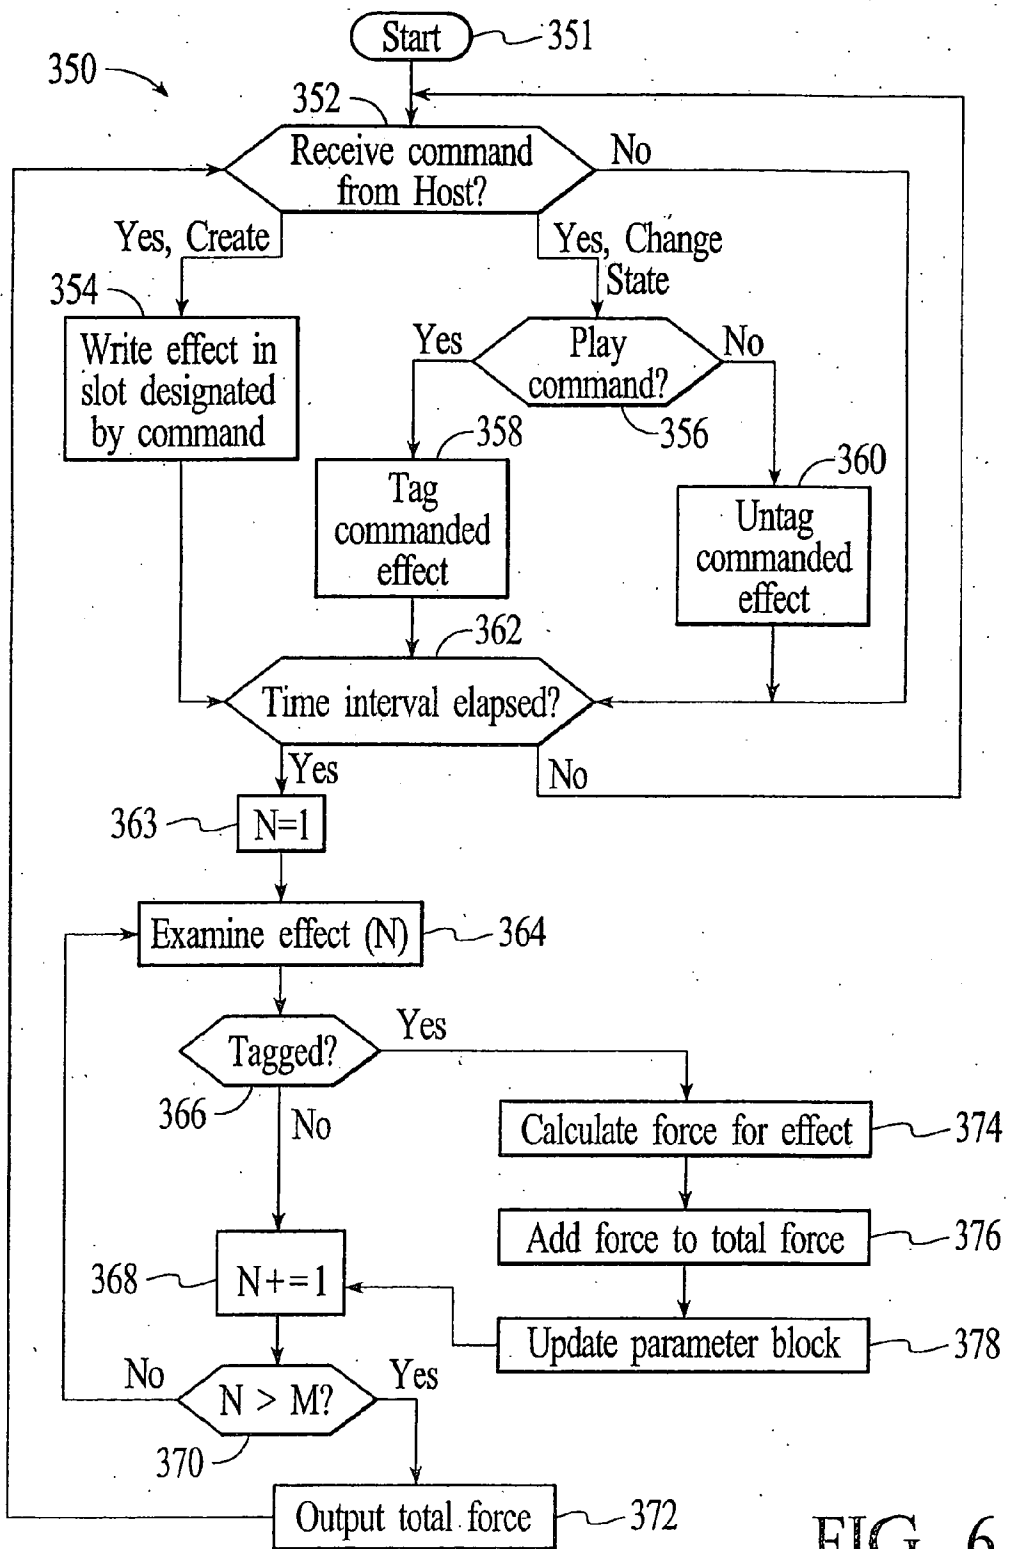 Start
351
350
352
Receive command
from Host?
No
Yes, Create
Yes, Change
State
354
Write effect in
slot designated
by command
Yes
Play
command?
No
356
358
Tag
commanded
effect
360
Untag
commanded
effect
362
Time interval elapsed?
Yes
No
363
N=1
Examine effect (N)
364
Tagged?
Yes
366
No
Calculate force for effect
374
Add force to total force
376
368
N+=1
Update parameter block
378
No
N > M?
Yes
370
Output total force
372
FIG. 6